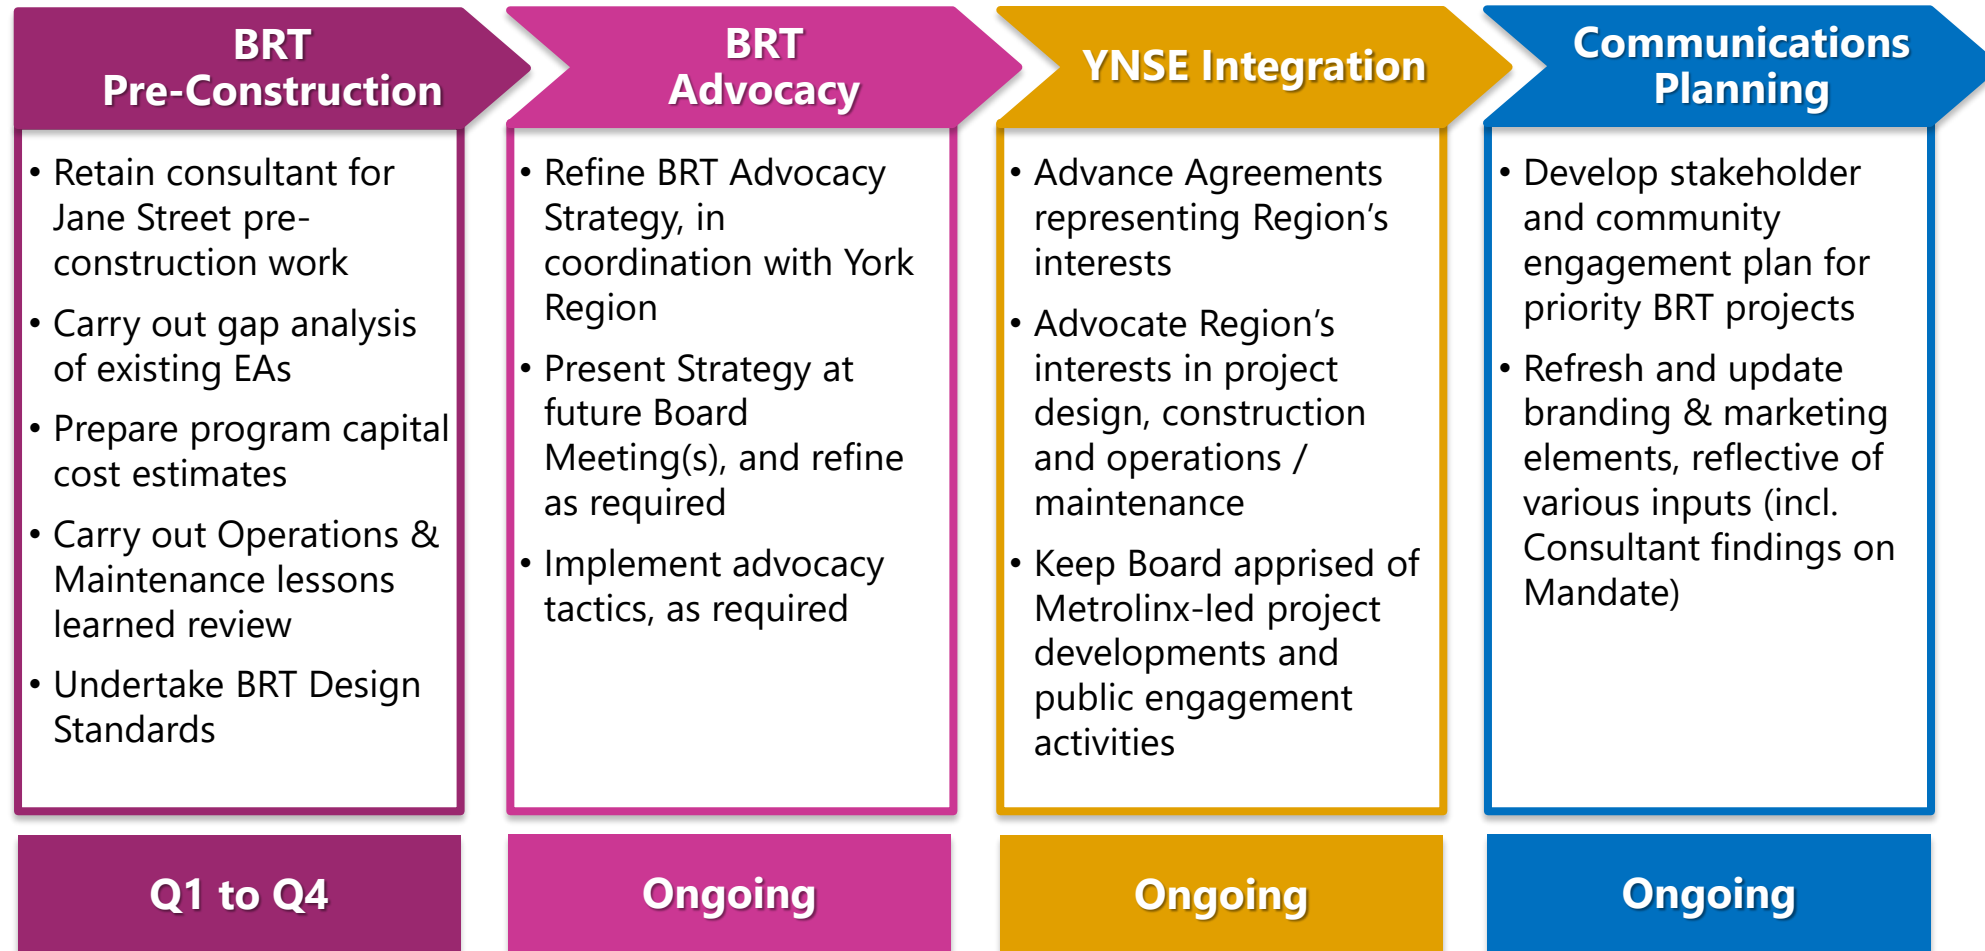 BRT
Pre-Construction
• Retain consultant for
Jane Street pre-
construction work
• Carry out gap analysis
of existing EAs
• Prepare program capital
cost estimates
• Carry out Operations &
Maintenance lessons
learned review
• Undertake BRT Design
Standards
Q1 to Q4
BRT
Advocacy
• Refine BRT Advocacy
Strategy, in
coordination with York
Region
• Present Strategy at
future Board
Meeting(s), and refine
as required
• Implement advocacy
tactics, as required
Ongoing
YNSE Integration
• Advance Agreements
representing Region’s
interests
• Advocate Region’s
interests in project
design, construction
and operations /
maintenance
• Keep Board apprised of
Metrolinx-led project
developments and
public engagement
activities
Ongoing
Communications
Planning
• Develop stakeholder
and community
engagement plan for
priority BRT projects
• Refresh and update
branding & marketing
elements, reflective of
various inputs (incl.
Consultant findings on
Mandate)
Ongoing